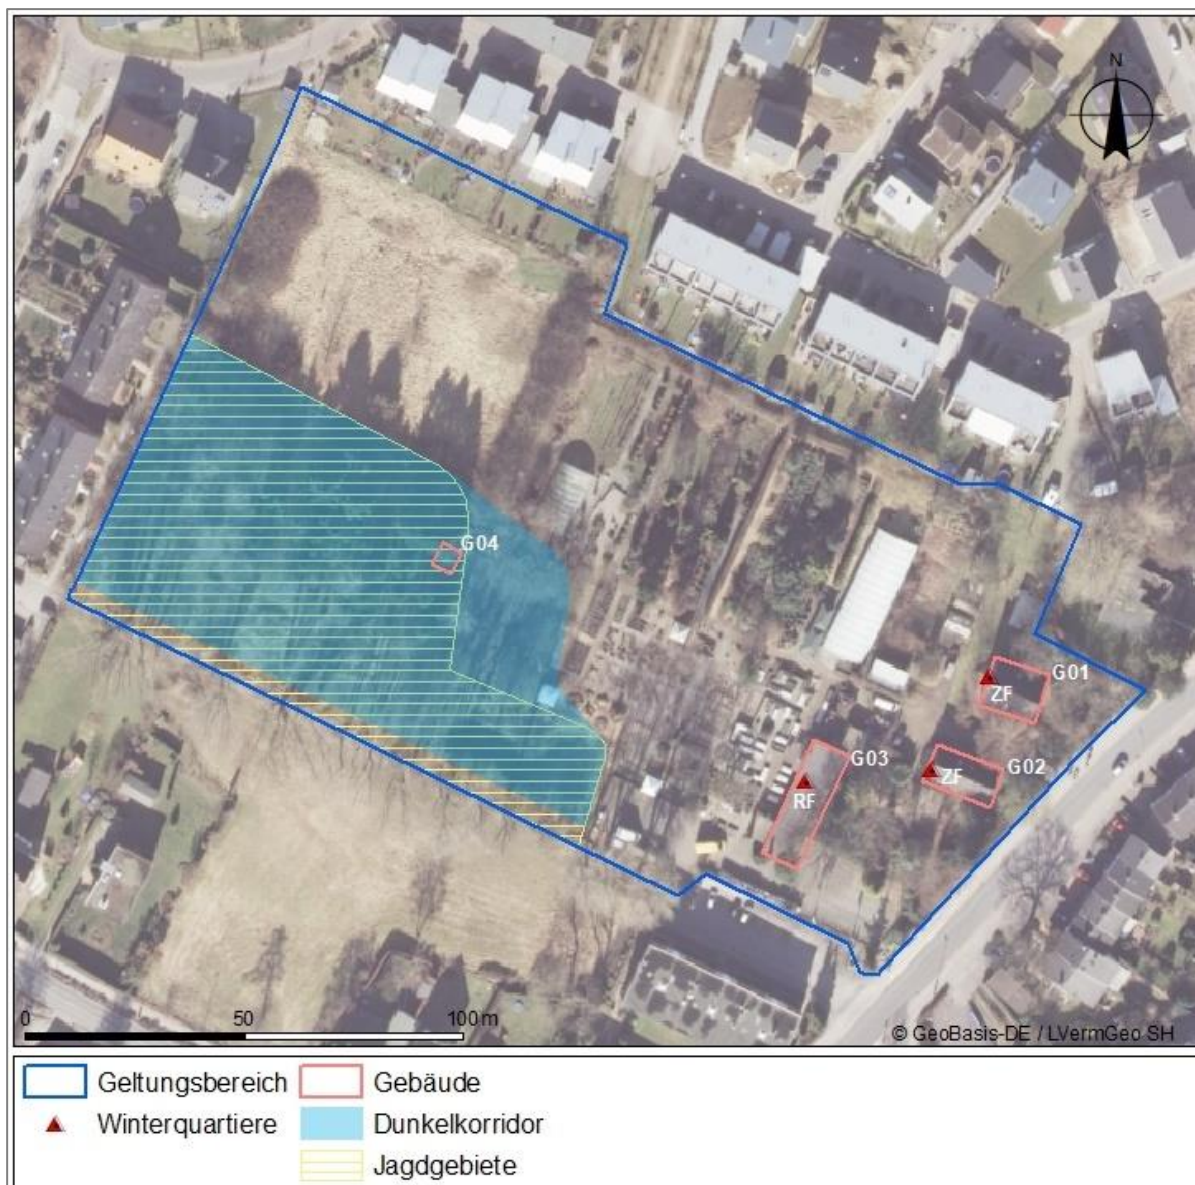 N
G04
G01
ZF
G03
G02
ZF
RF
0 50 100 m
© GeoBasis-DE / LVermGeo SH
Geltungsbereich Gebäude
Winterquartiere Dunkelkorridor
Jagdgebiete